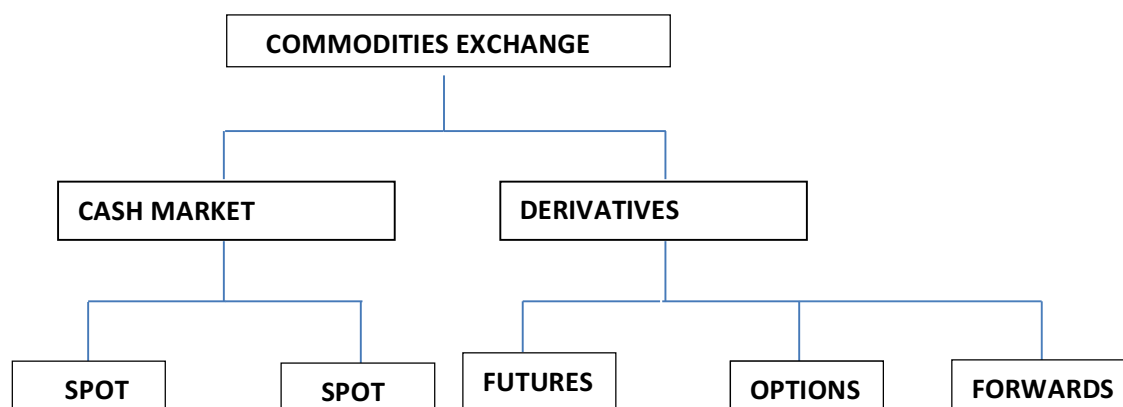 COMMODITIES EXCHANGE
CASH MARKET
DERIVATIVES
SPOT
SPOT
FUTURES
OPTIONS
FORWARDS